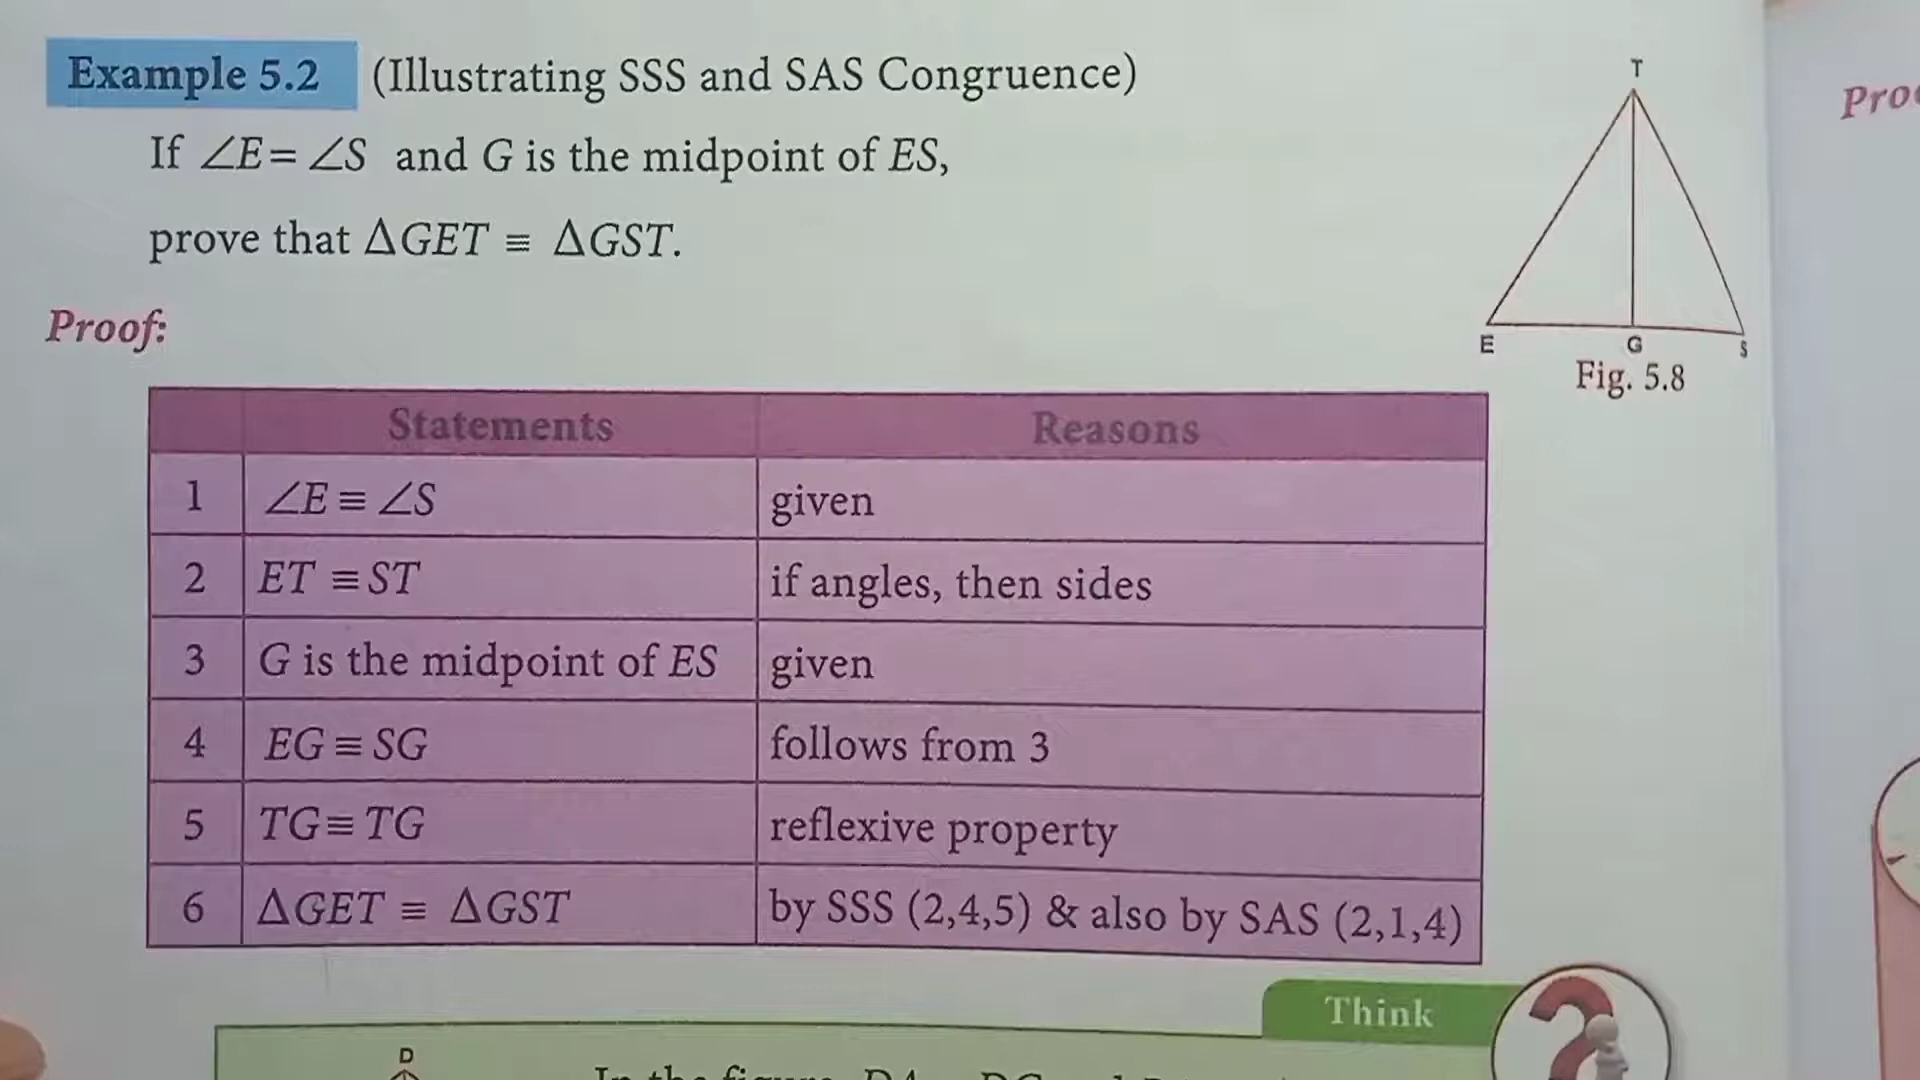 Example 5.2 (Illustrating SSS and SAS Congruence)
If ∠E= ∠S and G is the midpoint of ES,
prove that ΔGET ≡ ΔGST.
Proof:
T
E G S
Fig. 5.8
Statements Reasons
1 ∠E ≡ ∠S given
2 ET ≡ ST if angles, then sides
3 G is the midpoint of ES given
4 EG ≡ SG follows from 3
5 TG≡ TG reflexive property
6 ΔGET ≡ ΔGST by SSS (2,4,5) & also by SAS (2,1,4)
Think
D
In the figure,